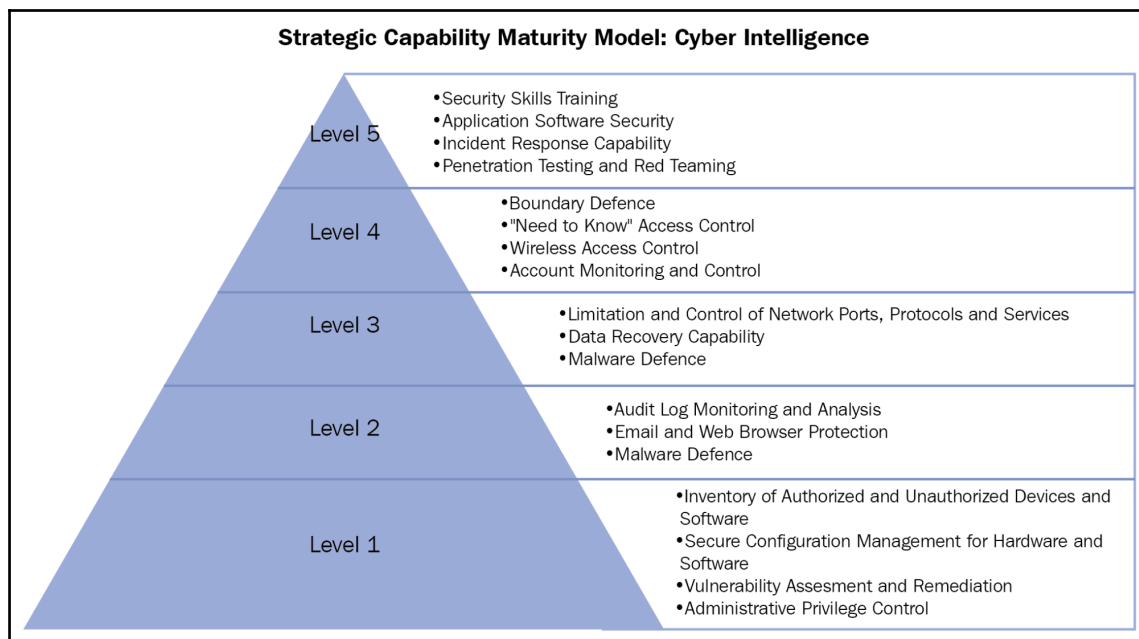 Strategic Capability Maturity Model: Cyber Intelligence
Level 5
•Security Skills Training
•Application Software Security
•Incident Response Capability
•Penetration Testing and Red Teaming
Level 4
•Boundary Defence
•"Need to Know" Access Control
•Wireless Access Control
•Account Monitoring and Control
Level 3
•Limitation and Control of Network Ports, Protocols and Services
•Data Recovery Capability
•Malware Defence
Level 2
•Audit Log Monitoring and Analysis
•Email and Web Browser Protection
•Malware Defence
Level 1
•Inventory of Authorized and Unauthorized Devices and
Software
•Secure Configuration Management for Hardware and
Software
•Vulnerability Assesment and Remediation
•Administrative Privilege Control